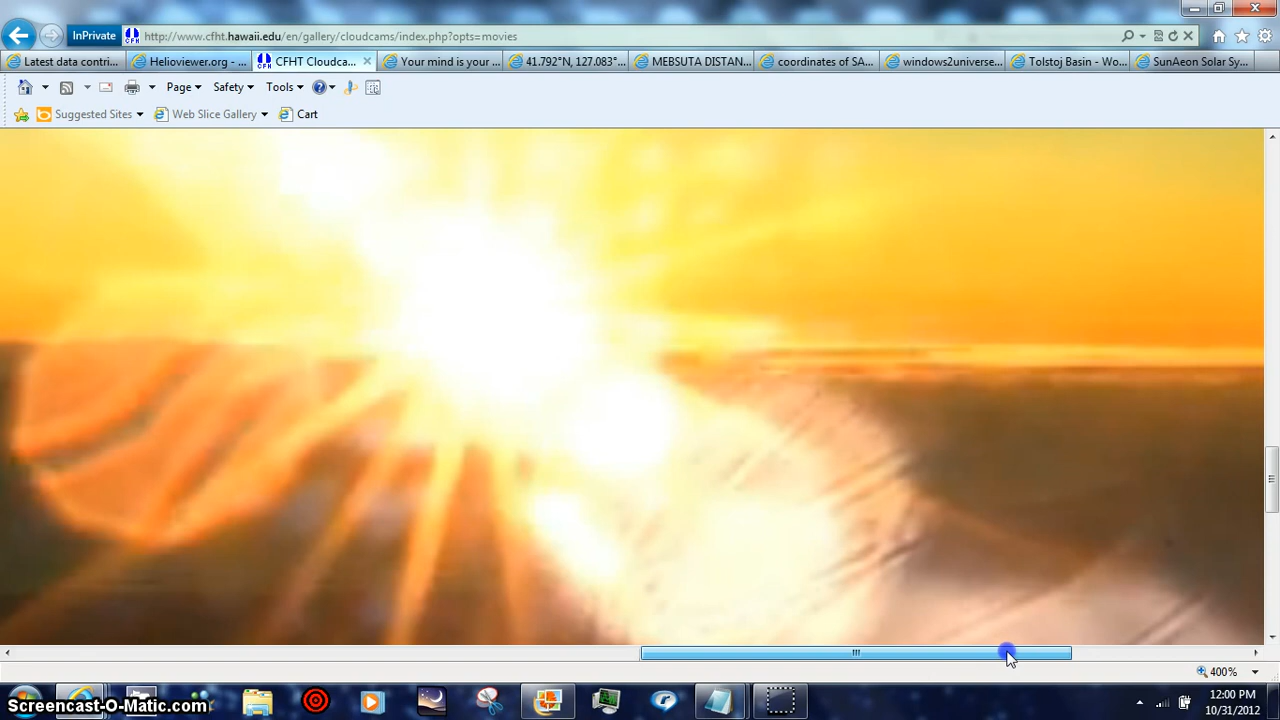 InPrivate http://www.cfht.hawaii.edu/en/gallery/cloudcams/index.php?opts=movies
Latest data contri... Helioviewer.org - ... CFHT Cloudca... Your mind is your ... 41.792°N, 127.083°... MEBSUTA DISTAN... coordinates of SA... windows2universe... Tolstoj Basin - Wo... SunAeon Solar Sy...
Page Safety Tools
Suggested Sites Web Slice Gallery Cart
400%
Screencast-O-Matic.com 12:00 PM
10/31/2012